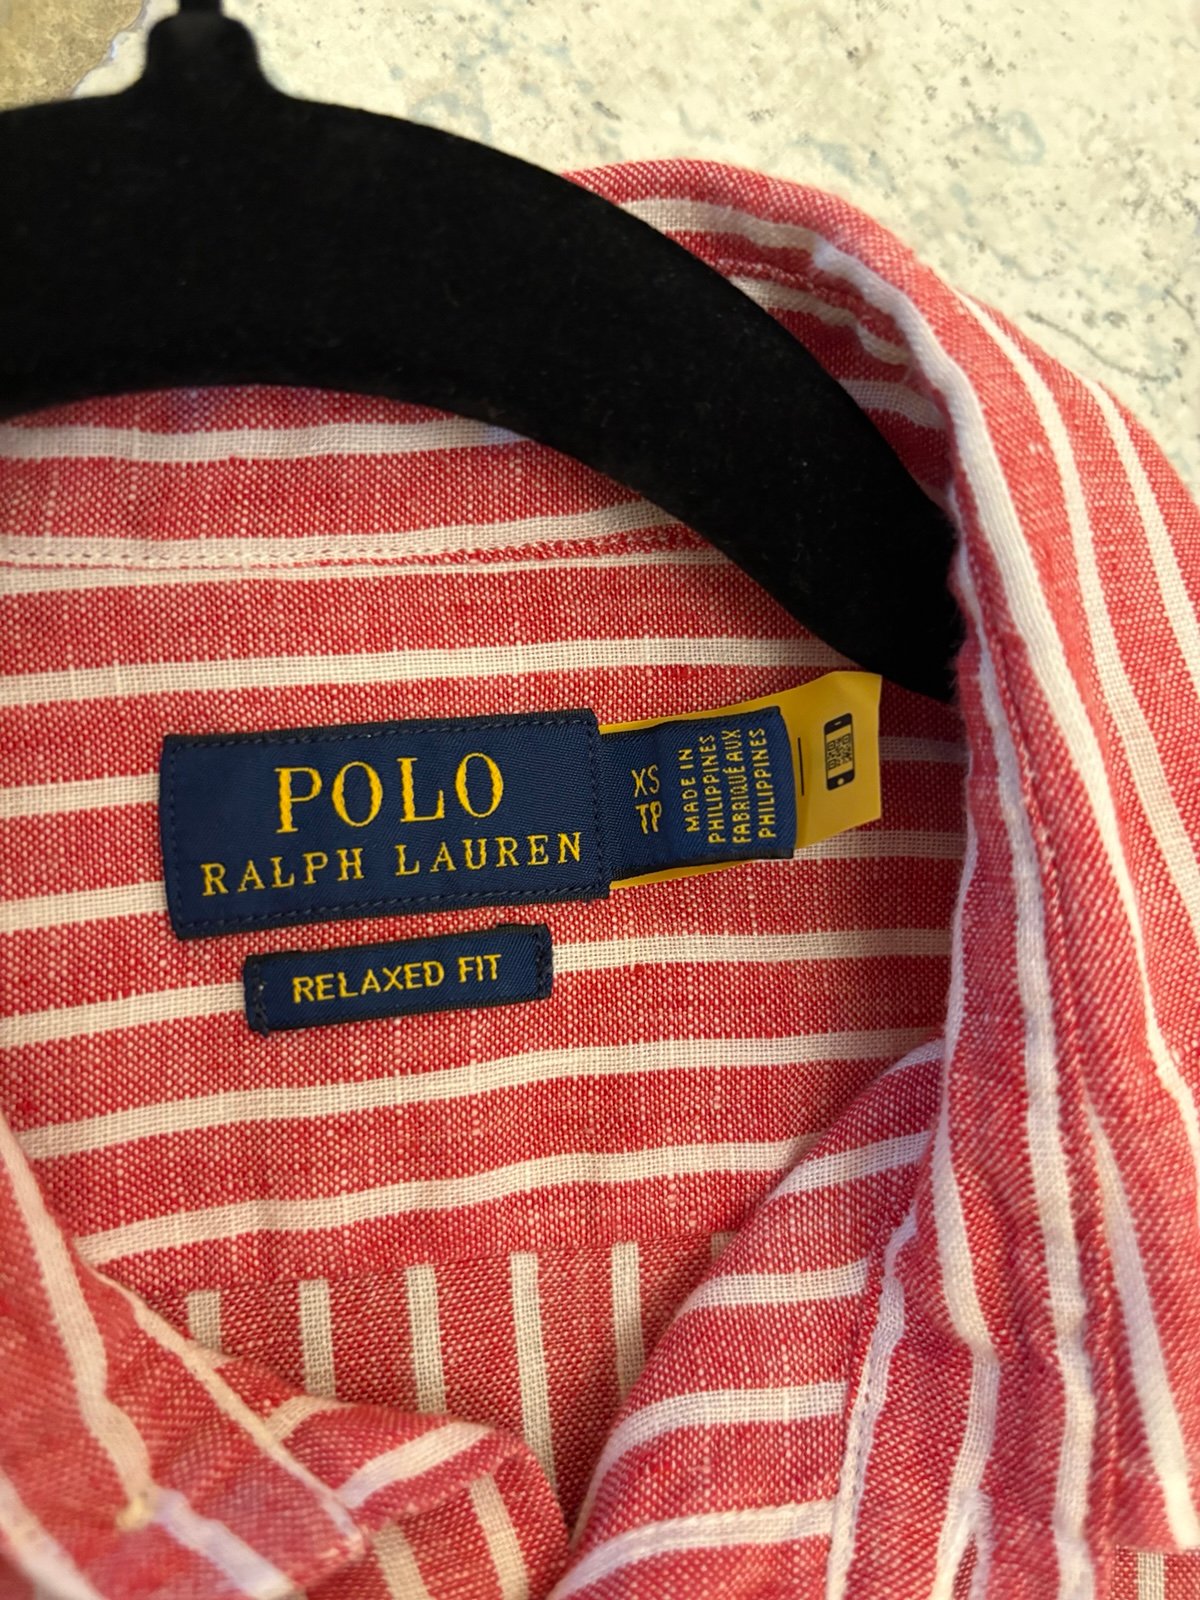 POLO
RALPH LAUREN
XS
TP
MADE IN
PHILIPPINES
FABRIQUÉ AUX
PHILIPPINES
RELAXED FIT